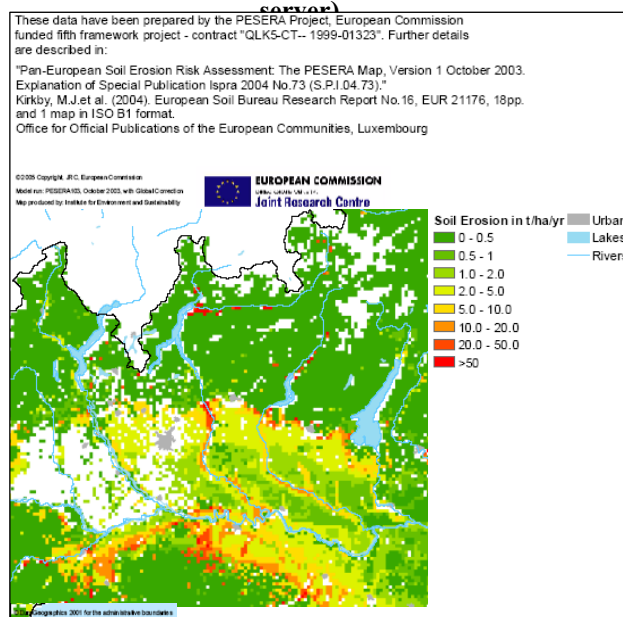 server)
These data have been prepared by the PESERA Project, European Commission
funded fifth framework project - contract "QLK5-CT-- 1999-01323". Further details
are described in:
"Pan-European Soil Erosion Risk Assessment: The PESERA Map, Version 1 October 2003.
Explanation of Special Publication Ispra 2004 No.73 (S.P.I.04.73)."
Kirkby, M.J.et al. (2004). European Soil Bureau Research Report No.16, EUR 21176, 18pp.
and 1 map in ISO B1 format.
Office for Official Publications of the European Communities, Luxembourg
©2005 Copyright, JRC, European Commission
Model run: PESERA103, October 2003, with Global Correction
Map produced by: Institute for Environment and Sustainability
EUROPEAN COMMISSION
Joint Research Centre
Soil Erosion in t/ha/yr
0 - 0.5
0.5 - 1
1.0 - 2.0
2.0 - 5.0
5.0 - 10.0
10.0 - 20.0
20.0 - 50.0
>50
Urban
Lakes
Rivers
Geographics 2001 for the administrative boundaries